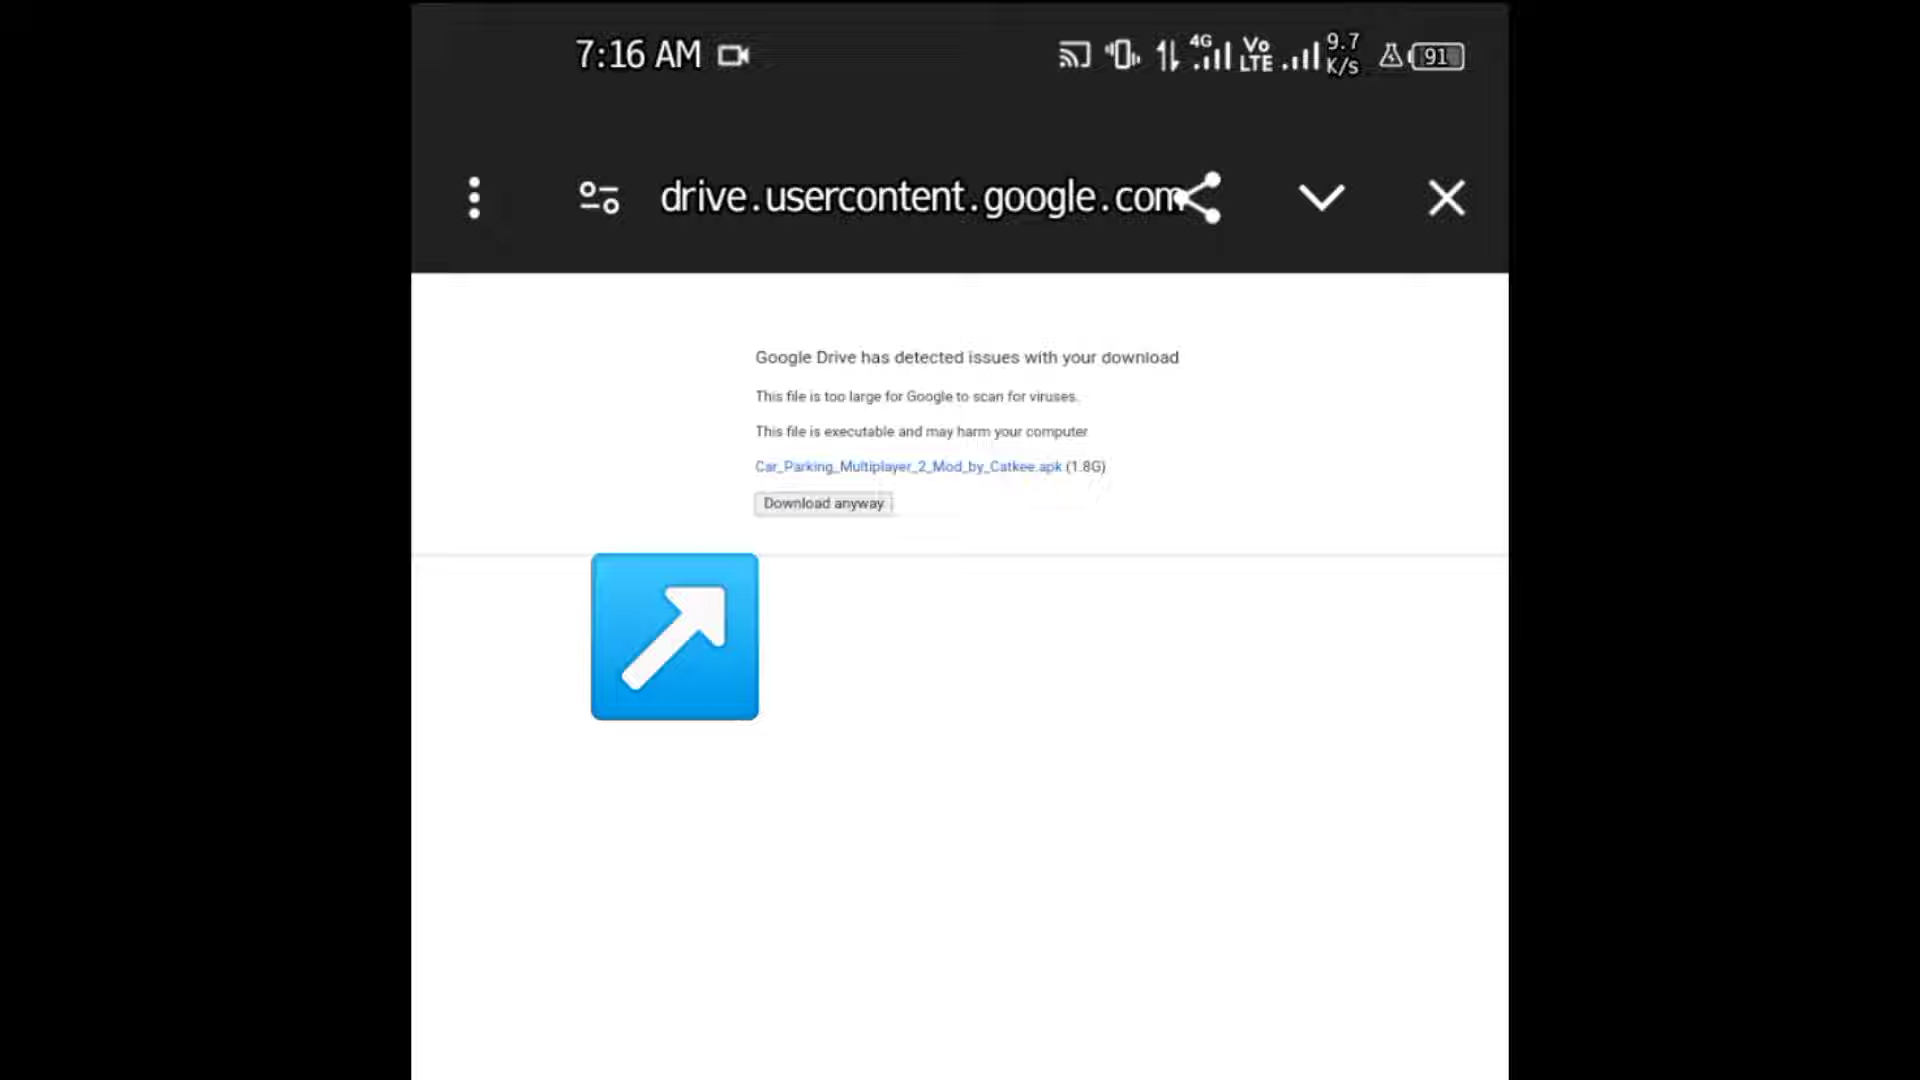 7:16 AM 4G Vo LTE 9.7 K/s 91
drive.usercontent.google.com
Google Drive has detected issues with your download
This file is too large for Google to scan for viruses.
This file is executable and may harm your computer
Car_Parking_Multiplayer_2_Mod_by_Catkee.apk (1.8G)
Download anyway